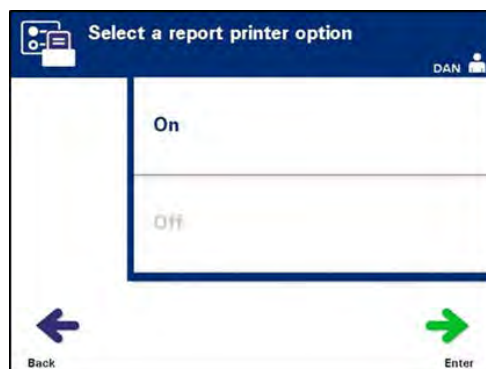 Select a report printer option
DAN
On
Off
Back
Enter